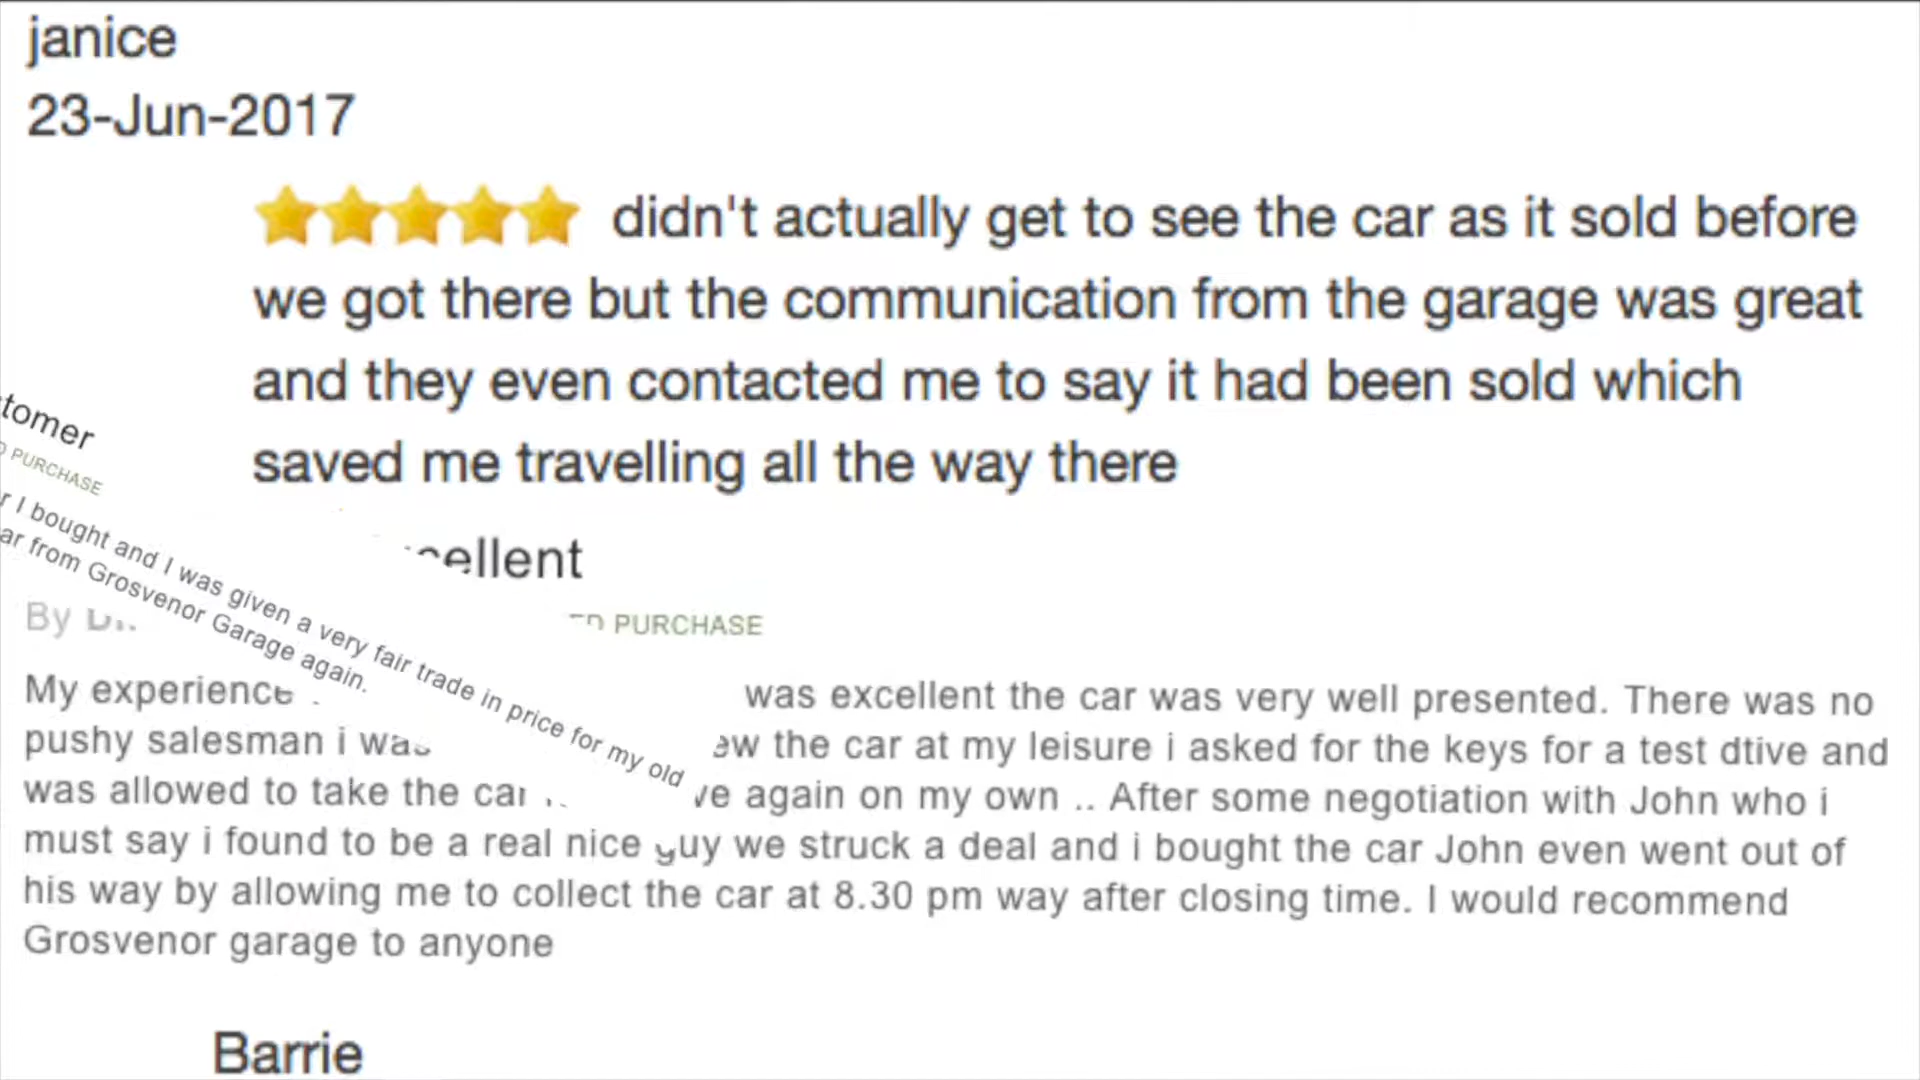 janice
23-Jun-2017
didn't actually get to see the car as it sold before
we got there but the communication from the garage was great
and they even contacted me to say it had been sold which
saved me travelling all the way there
PURCHASE
I bought and I was given a very fair trade in price for my old
from Grosvenor Garage again.
By
PURCHASE
My experience was excellent the car was very well presented. There was no
pushy salesman i was the car at my leisure i asked for the keys for a test dtive and
was allowed to take the car again on my own .. After some negotiation with John who i
must say i found to be a real nice guy we struck a deal and i bought the car John even went out of
his way by allowing me to collect the car at 8.30 pm way after closing time. I would recommend
Grosvenor garage to anyone
Barrie